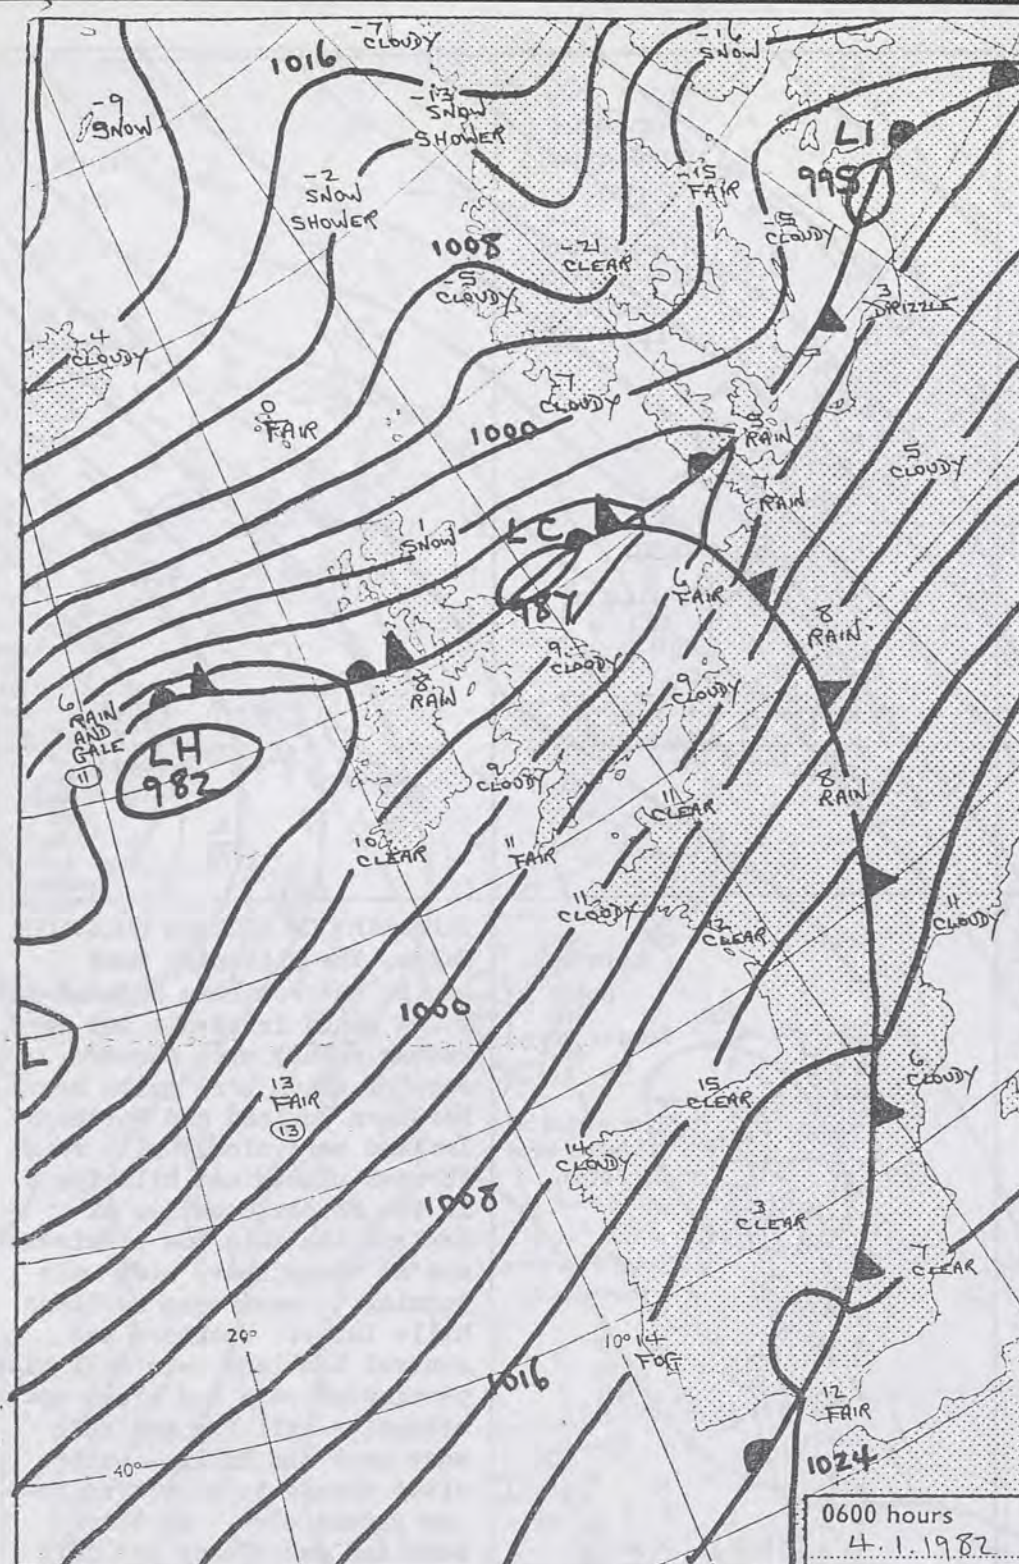 -7
CLOUDY
-16
SNOW
1016
-9
SNOW
-13
SNOW
SHOWER
L I
995
-2
SNOW
SHOWER
-15
FAIR
-15
CLOUDY
1008
-21
CLEAR
-5
CLOUDY
3
DRIZZLE
-4
CLOUDY
-7
CLOUDY
0
FAIR
1000
RAIN
5
CLOUDY
7
RAIN
1
SNOW
L C
987
6
FAIR
8
RAIN
9
CLOUDY
9
CLOUDY
8
RAIN
6
RAIN
AND
GALE
11
L H
982
9
CLOUDY
11
CLEAR
8
RAIN
10
CLEAR
11
FAIR
11
CLOUDY
12
CLEAR
11
CLOUDY
1000
L
13
FAIR
13
15
CLEAR
6
CLOUDY
14
CLOUDY
1008
3
CLEAR
7
CLEAR
20°
10°
14
FOG
1016
12
FAIR
40°
1024
0600 hours
4.1.1982